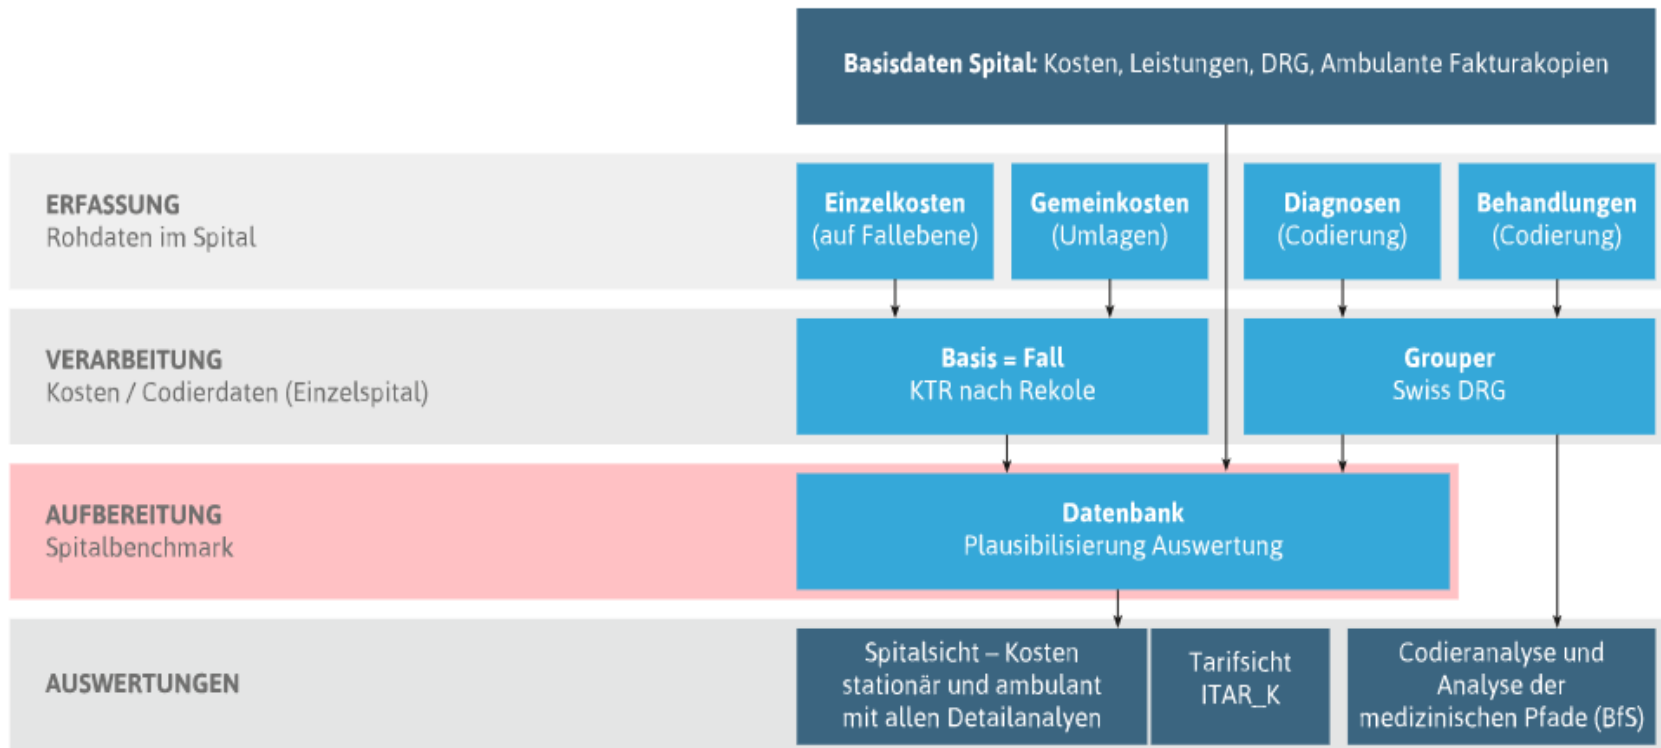 Basisdaten Spital: Kosten, Leistungen, DRG, Ambulante Fakturakopien
ERFASSUNG
Rohdaten im Spital
Einzelkosten
(auf Fallebene)
Gemeinkosten
(Umlagen)
Diagnosen
(Codierung)
Behandlungen
(Codierung)
VERARBEITUNG
Kosten / Codierdaten (Einzelspital)
Basis = Fall
KTR nach Rekole
Grouper
Swiss DRG
AUFBEREITUNG
Spitalbenchmark
Datenbank
Plausibilisierung Auswertung
AUSWERTUNGEN
Spitalsicht – Kosten
stationär und ambulant
mit allen Detailanalyen
Tarifsicht
ITAR_K
Codieranalyse und
Analyse der
medizinischen Pfade (BfS)